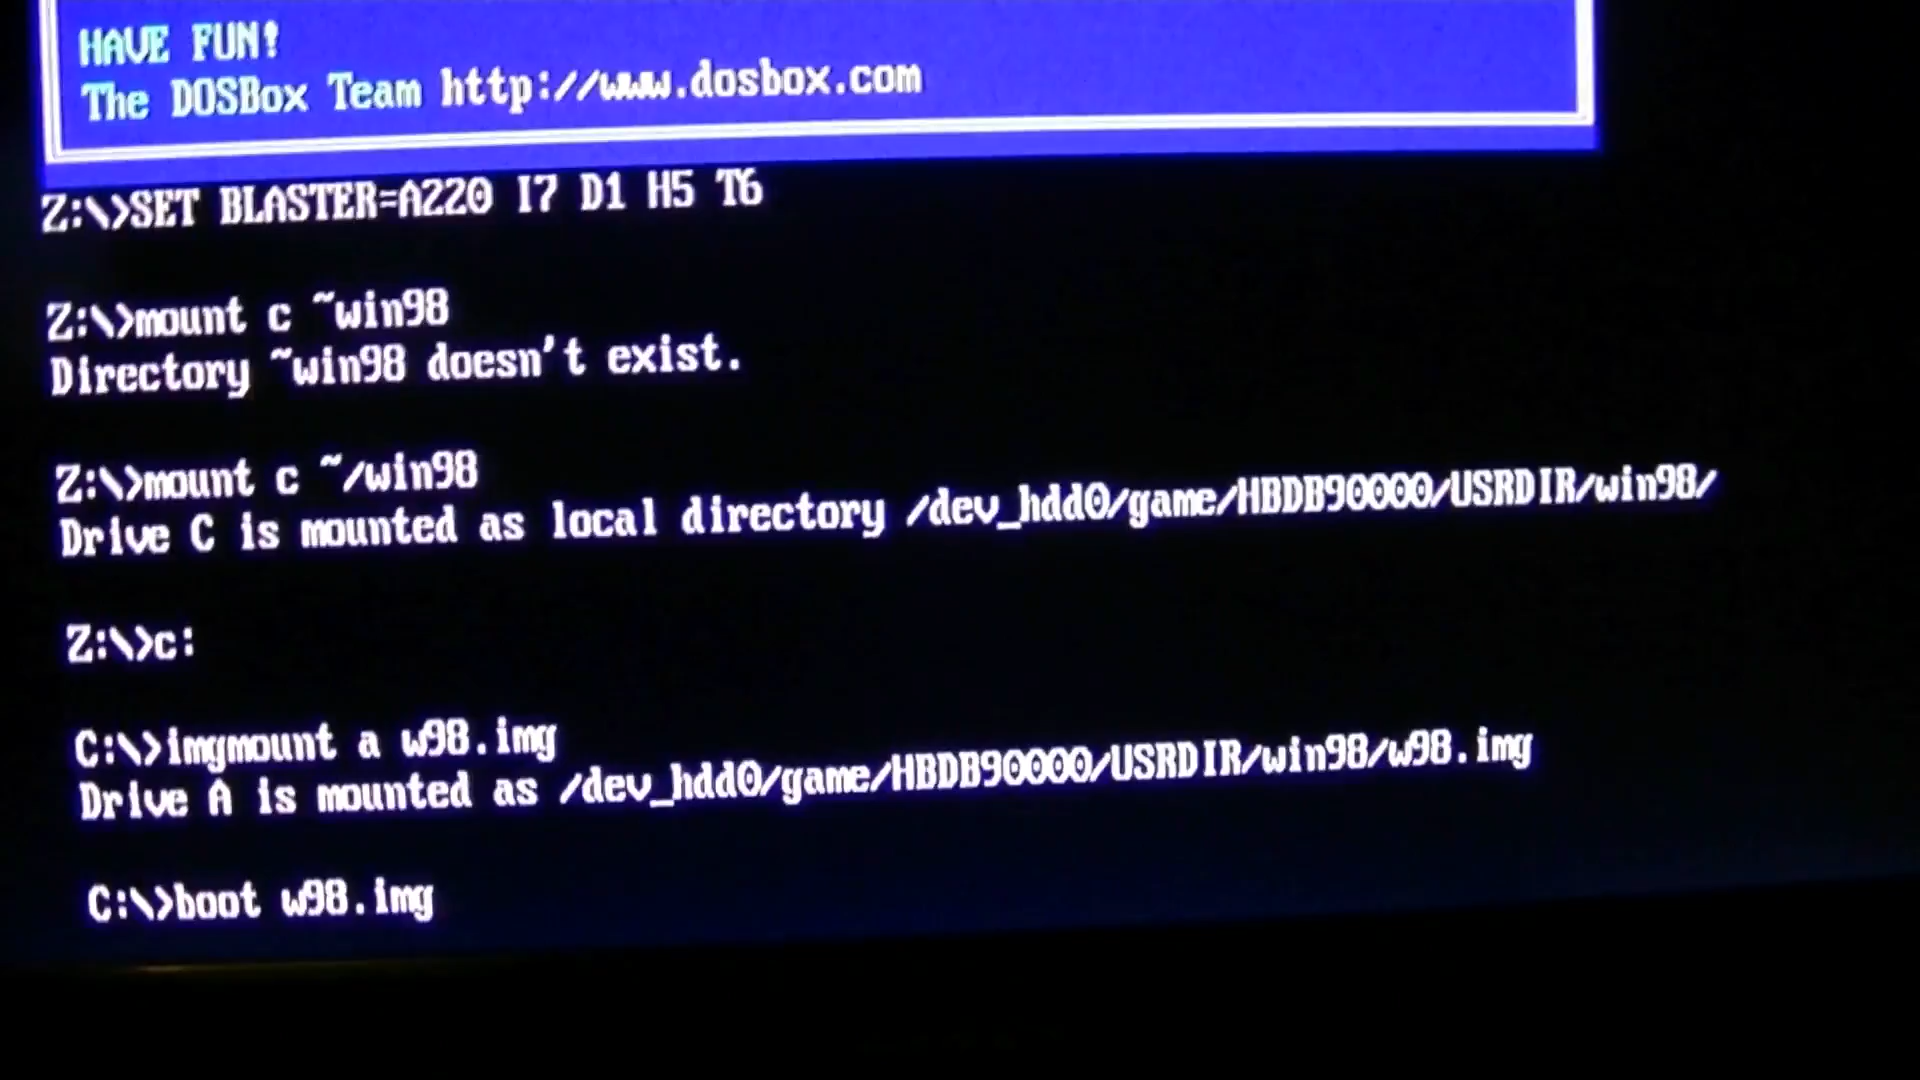 HAVE FUN!
The DOSBox Team http://www.dosbox.com
Z:\>SET BLASTER=A220 I7 D1 H5 T6
Z:\>mount c ~win98
Directory ~win98 doesn't exist.
Z:\>mount c ~/win98
Drive C is mounted as local directory /dev_hdd0/game/HBDB90000/USRDIR/win98/
Z:\>c:
C:\>imgmount a w98.img
Drive A is mounted as /dev_hdd0/game/HBDB90000/USRDIR/win98/w98.img
C:\>boot w98.img